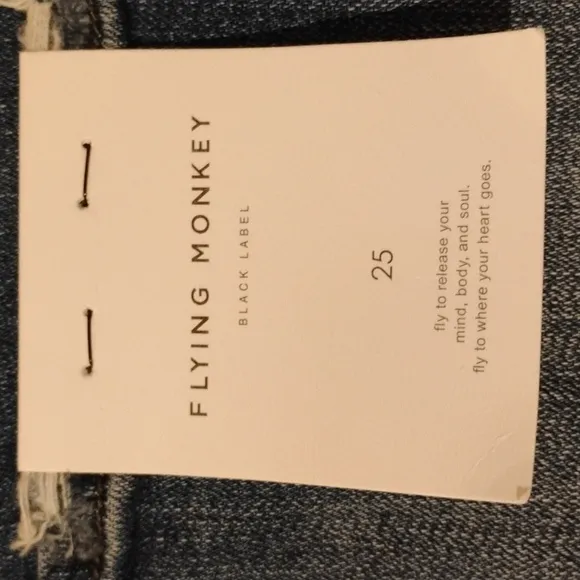 FLYING MONKEY
BLACK LABEL
25
fly to release your
mind, body, and soul.
fly to where your heart goes.